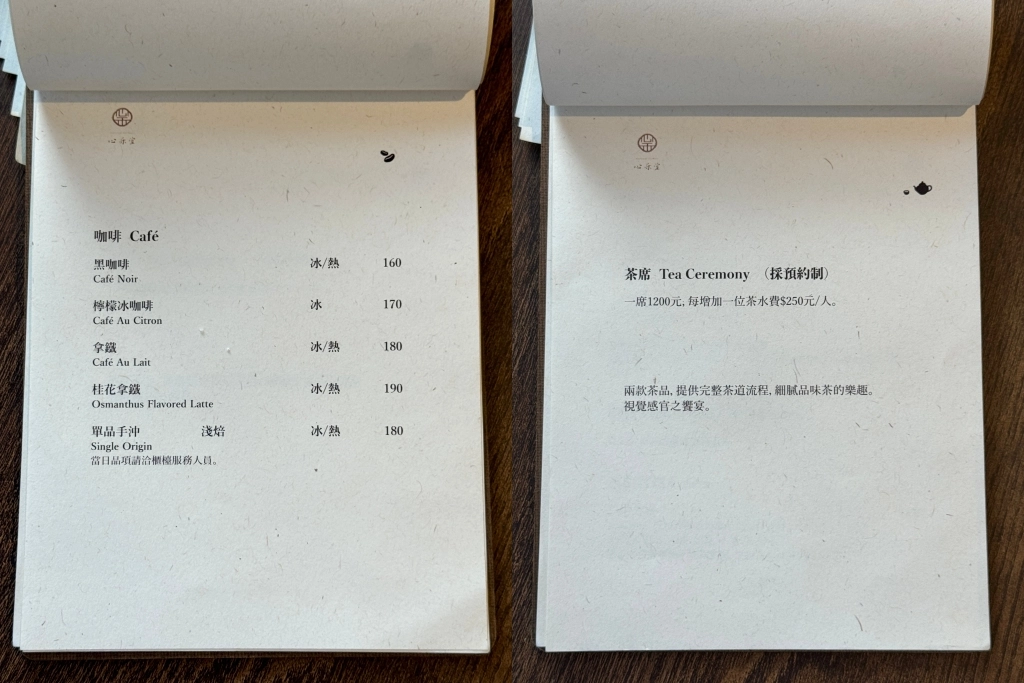 咖啡 Café
黑咖啡 冰/熱 160
Café Noir
檸檬冰咖啡 冰 170
Café Au Citron
拿鐵 冰/熱 180
Café Au Lait
桂花拿鐵 冰/熱 190
Osmanthus Flavored Latte
單品手沖 淺焙 冰/熱 180
Single Origin
當日品項請洽櫃檯服務人員。
茶席 Tea Ceremony （採預約制）
一席1200元, 每增加一位茶水費$250元/人。
兩款茶品, 提供完整茶道流程, 細膩品味茶的樂趣。
視覺感官之饗宴。